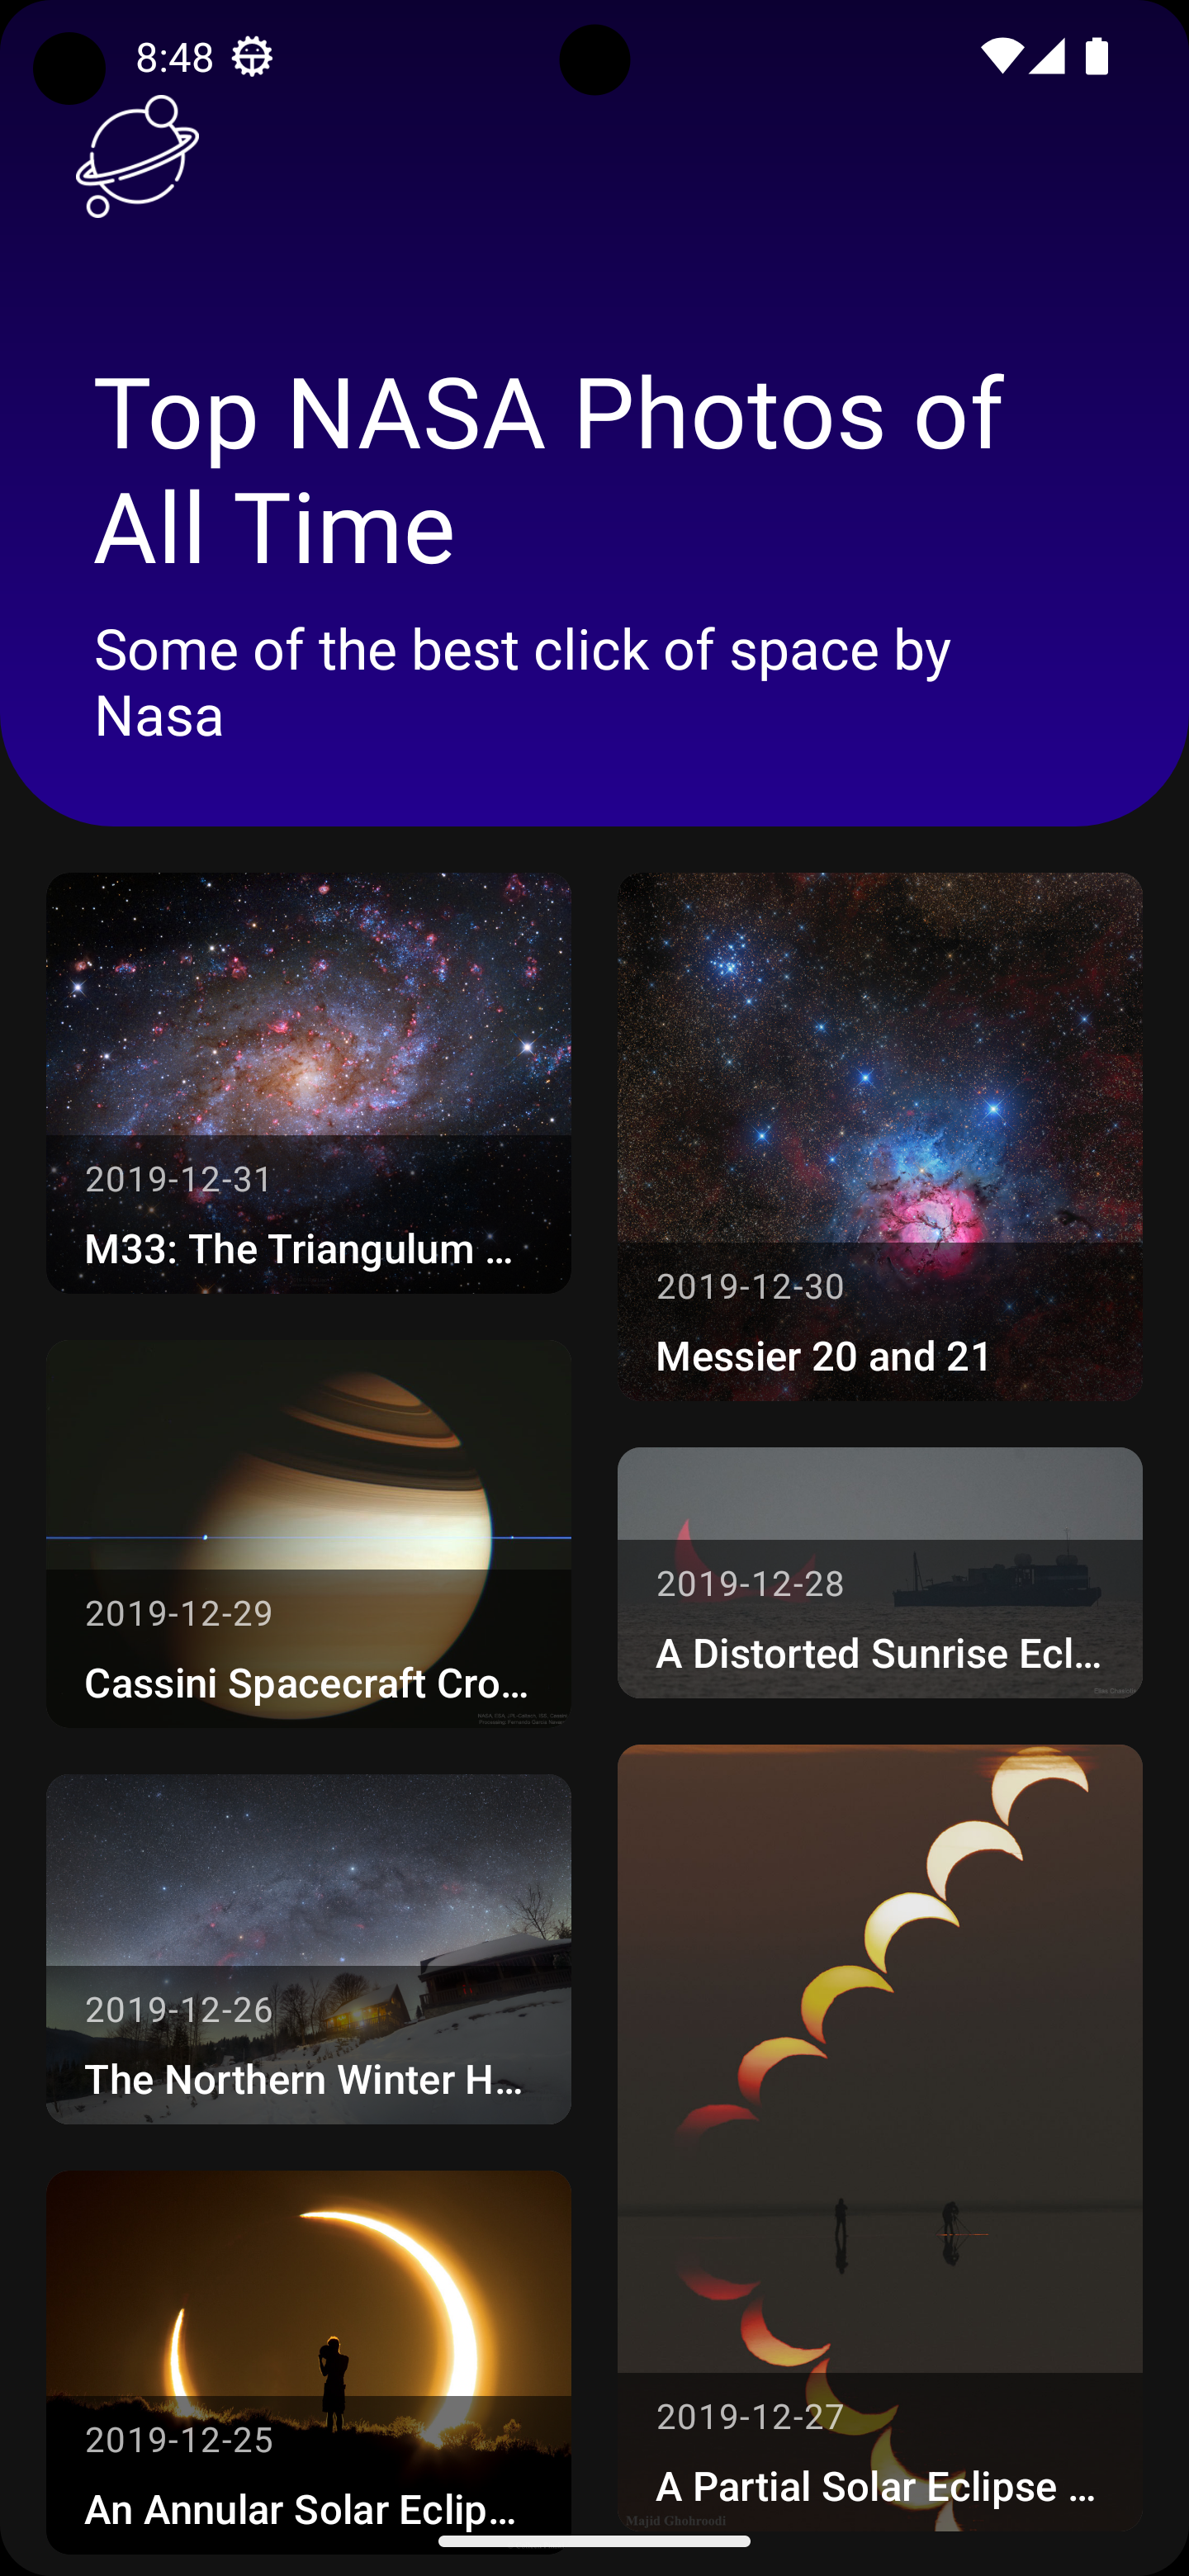 8:48
Top NASA Photos of
All Time
Some of the best click of space by
Nasa
2019-12-31
M33: The Triangulum ...
2019-12-30
Messier 20 and 21
2019-12-29
Cassini Spacecraft Cro...
2019-12-28
A Distorted Sunrise Ecl...
2019-12-26
The Northern Winter H...
2019-12-27
A Partial Solar Eclipse ...
Majid Ghohroodi
2019-12-25
An Annular Solar Eclip...